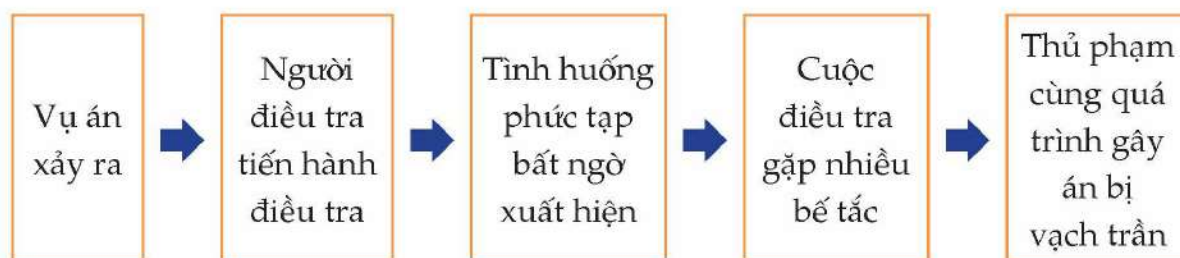 Vụ án
xảy ra
Người
điều tra
tiến hành
điều tra
Tình huống
phức tạp
bất ngờ
xuất hiện
Cuộc
điều tra
gặp nhiều
bế tắc
Thủ phạm
cùng quá
trình gây
án bị
vạch trần